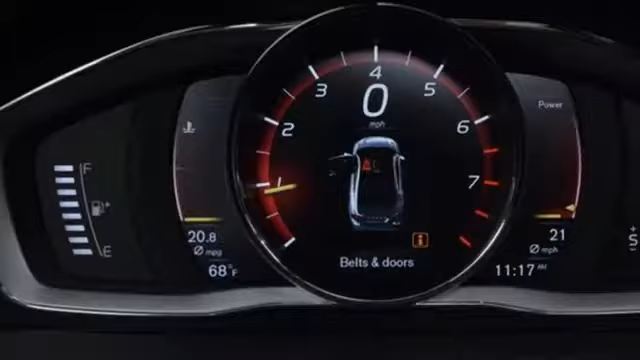 4
3
5
0
mph
2
6
1
7
Belts & doors
F
E
20.8
Ø mpg
68°F
Power
21
Ø mph
11:17 AM
+
S